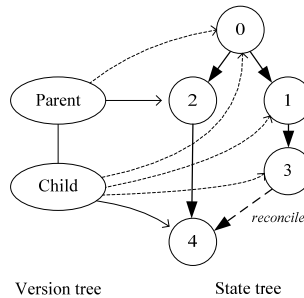 0
Parent
2
1
Child
3
reconcile
4
Version tree
State tree